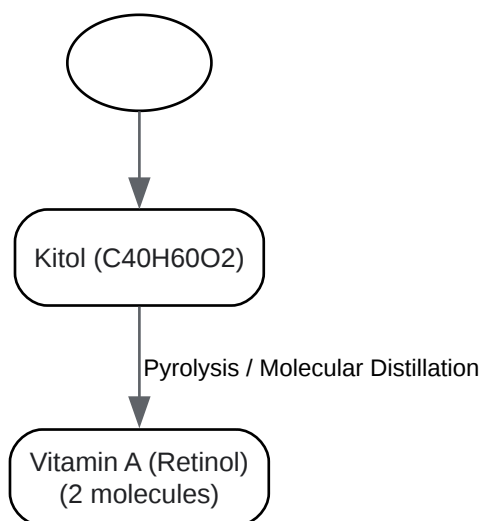 Kitol (C40H60O2)
Pyrolysis / Molecular Distillation
Vitamin A (Retinol)
(2 molecules)